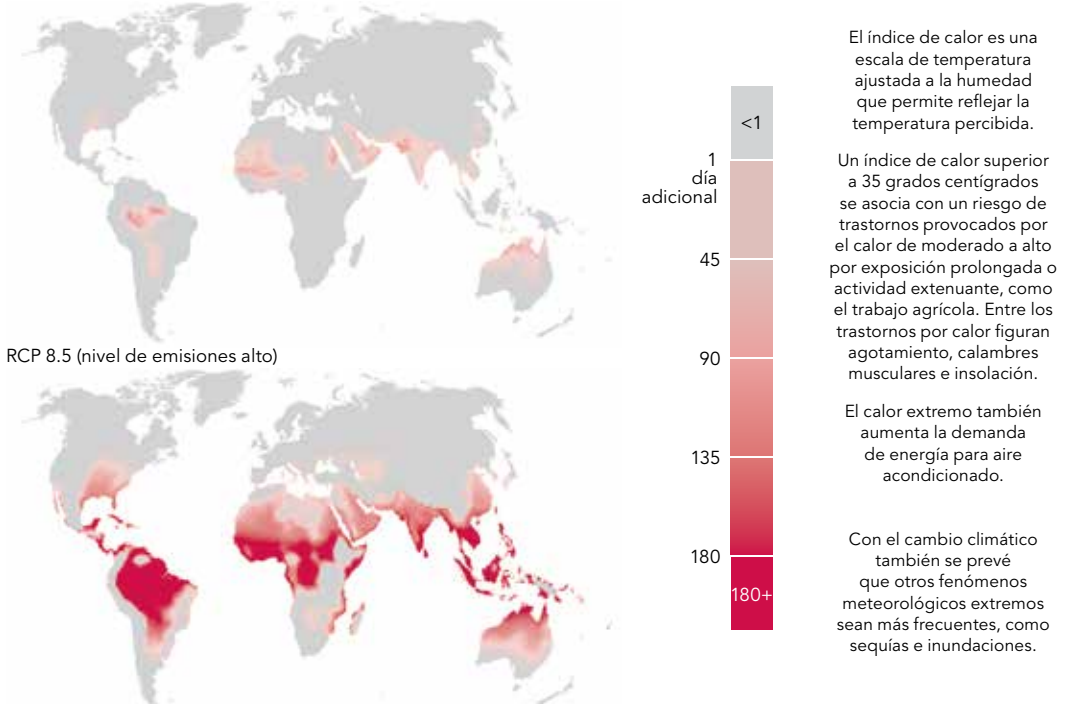 RCP 8.5 (nivel de emisiones alto)
<1
1
día
adicional
45
90
135
180
180+
El índice de calor es una
escala de temperatura
ajustada a la humedad
que permite reflejar la
temperatura percibida.
Un índice de calor superior
a 35 grados centígrados
se asocia con un riesgo de
trastornos provocados por
el calor de moderado a alto
por exposición prolongada o
actividad extenuante, como
el trabajo agrícola. Entre los
trastornos por calor figuran
agotamiento, calambres
musculares e insolación.
El calor extremo también
aumenta la demanda
de energía para aire
acondicionado.
Con el cambio climático
también se prevé
que otros fenómenos
meteorológicos extremos
sean más frecuentes, como
sequías e inundaciones.